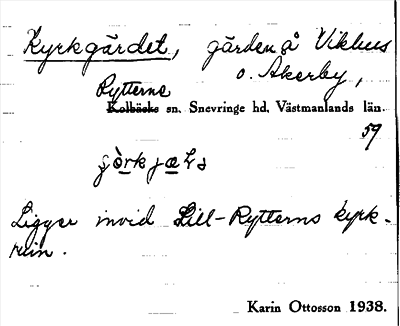 Kyrkgärdet, gärden å Vikhus
o. Åkerby,
Rytterne
Kolbäcks sn. Snevringe hd. Västmanlands län.
59
Ligger invid Lill-Rytterns kyrk-
ruin.
Karin Ottosson 1938.